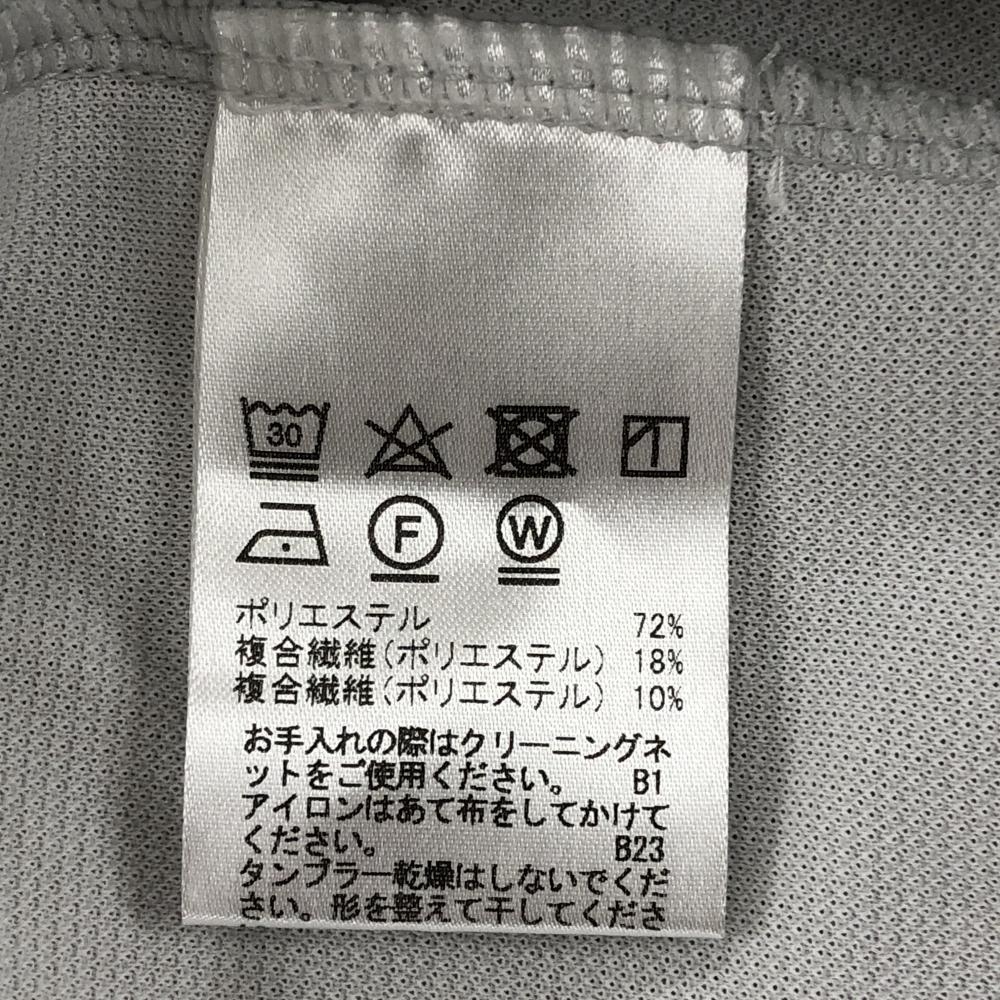 30
F W
ポリエステル 72%
複合繊維(ポリエステル) 18%
複合繊維(ポリエステル) 10%
お手入れの際はクリーニングネ
ットをご使用ください。 B1
アイロンはあて布をしてかけて
ください。 B23
タンブラー乾燥はしないでくだ
さい。形を整えて干してくださ